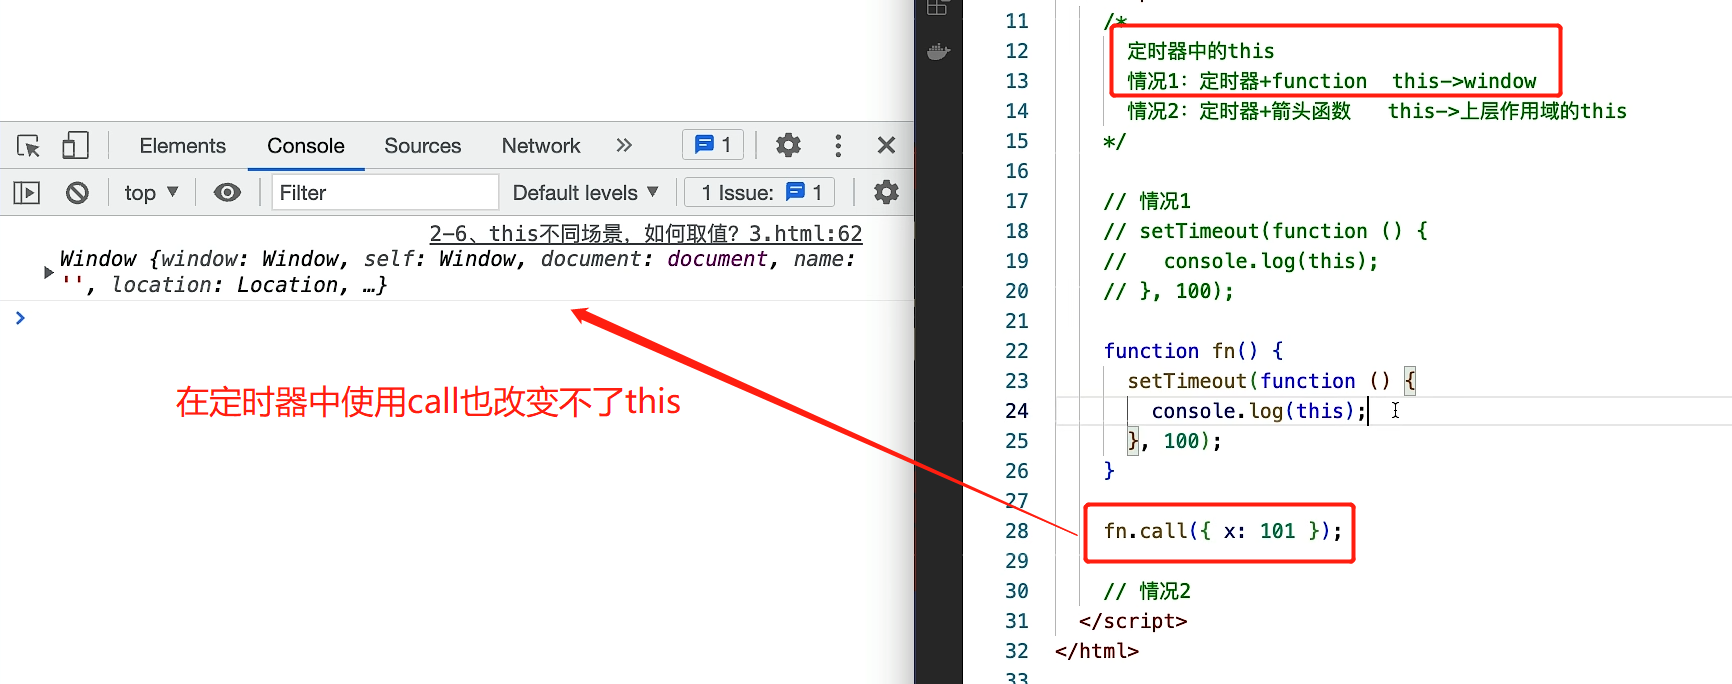 Elements Console Sources Network » 1
top ▼ Filter Default levels ▼ 1 Issue: 1
2-6、this不同场景，如何取值？3.html:62
Window {window: Window, self: Window, document: document, name:
'', location: Location, …}
在定时器中使用call也改变不了this
11 /*
12 定时器中的this
13 情况1：定时器+function this->window
14 情况2：定时器+箭头函数 this->上层作用域的this
15 */
16
17 // 情况1
18 // setTimeout(function () {
19 // console.log(this);
20 // }, 100);
21
22 function fn() {
23 setTimeout(function () {
24 console.log(this);
25 }, 100);
26 }
27
28 fn.call({ x: 101 });
29
30 // 情况2
31 </script>
32 </html>
33